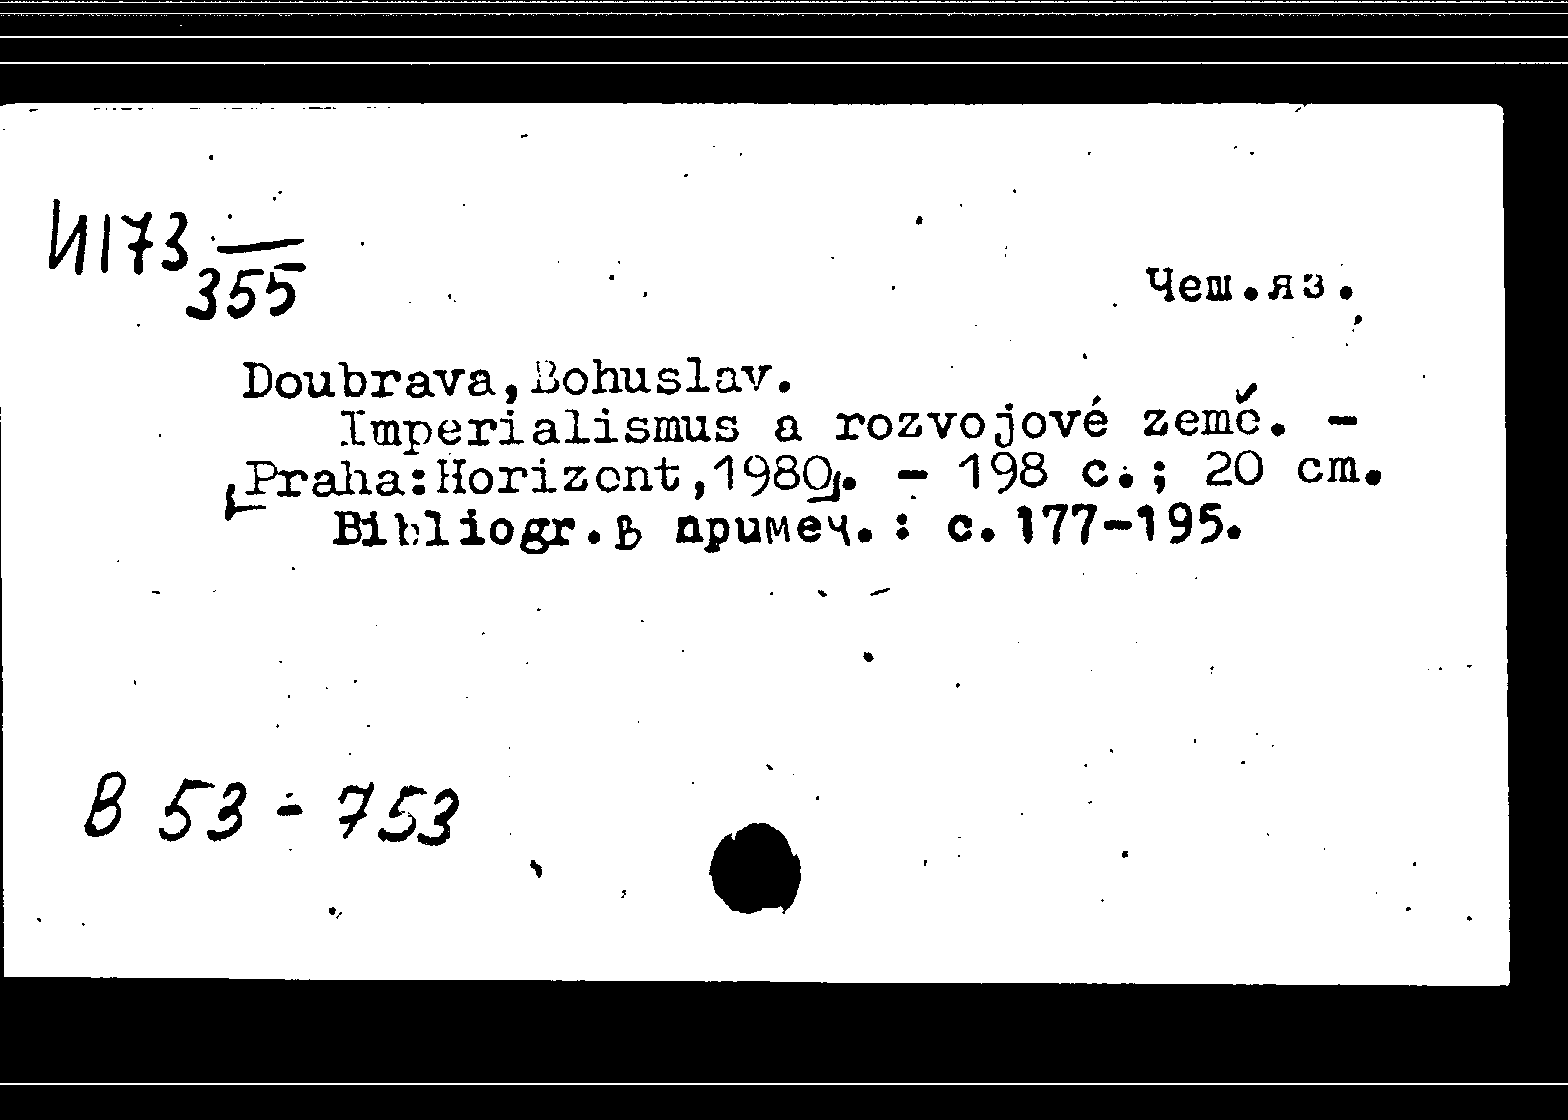 И173 —
355
Чеш.яз.
Doubrava,Bohuslav.
Imperialismus a rozvojové země. -
Praha:Horizont,1980. - 198 с.; 20 cm.
Bibliogr.в примеч.: с.177-195.
В 53 - 753